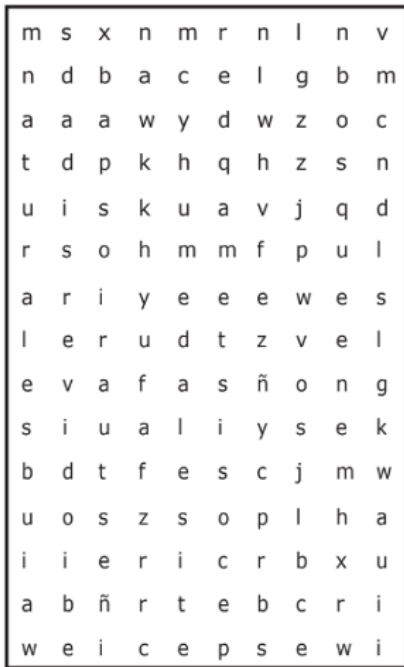 m s x n m r n l n v
n d b a c e l g b m
a a a w y d w z o c
t d p k h q h z s n
u i s k u a v j q d
r s o h m m f p u l
a r i y e e e w e s
l e r u d t z v e l
e v a f a s ñ o n g
s i u a l i y s e k
b d t f e s c j m w
u o s z s o p l h a
i i e r i c r b x u
a b ñ r t e b c r i
w e i c e p s e w i